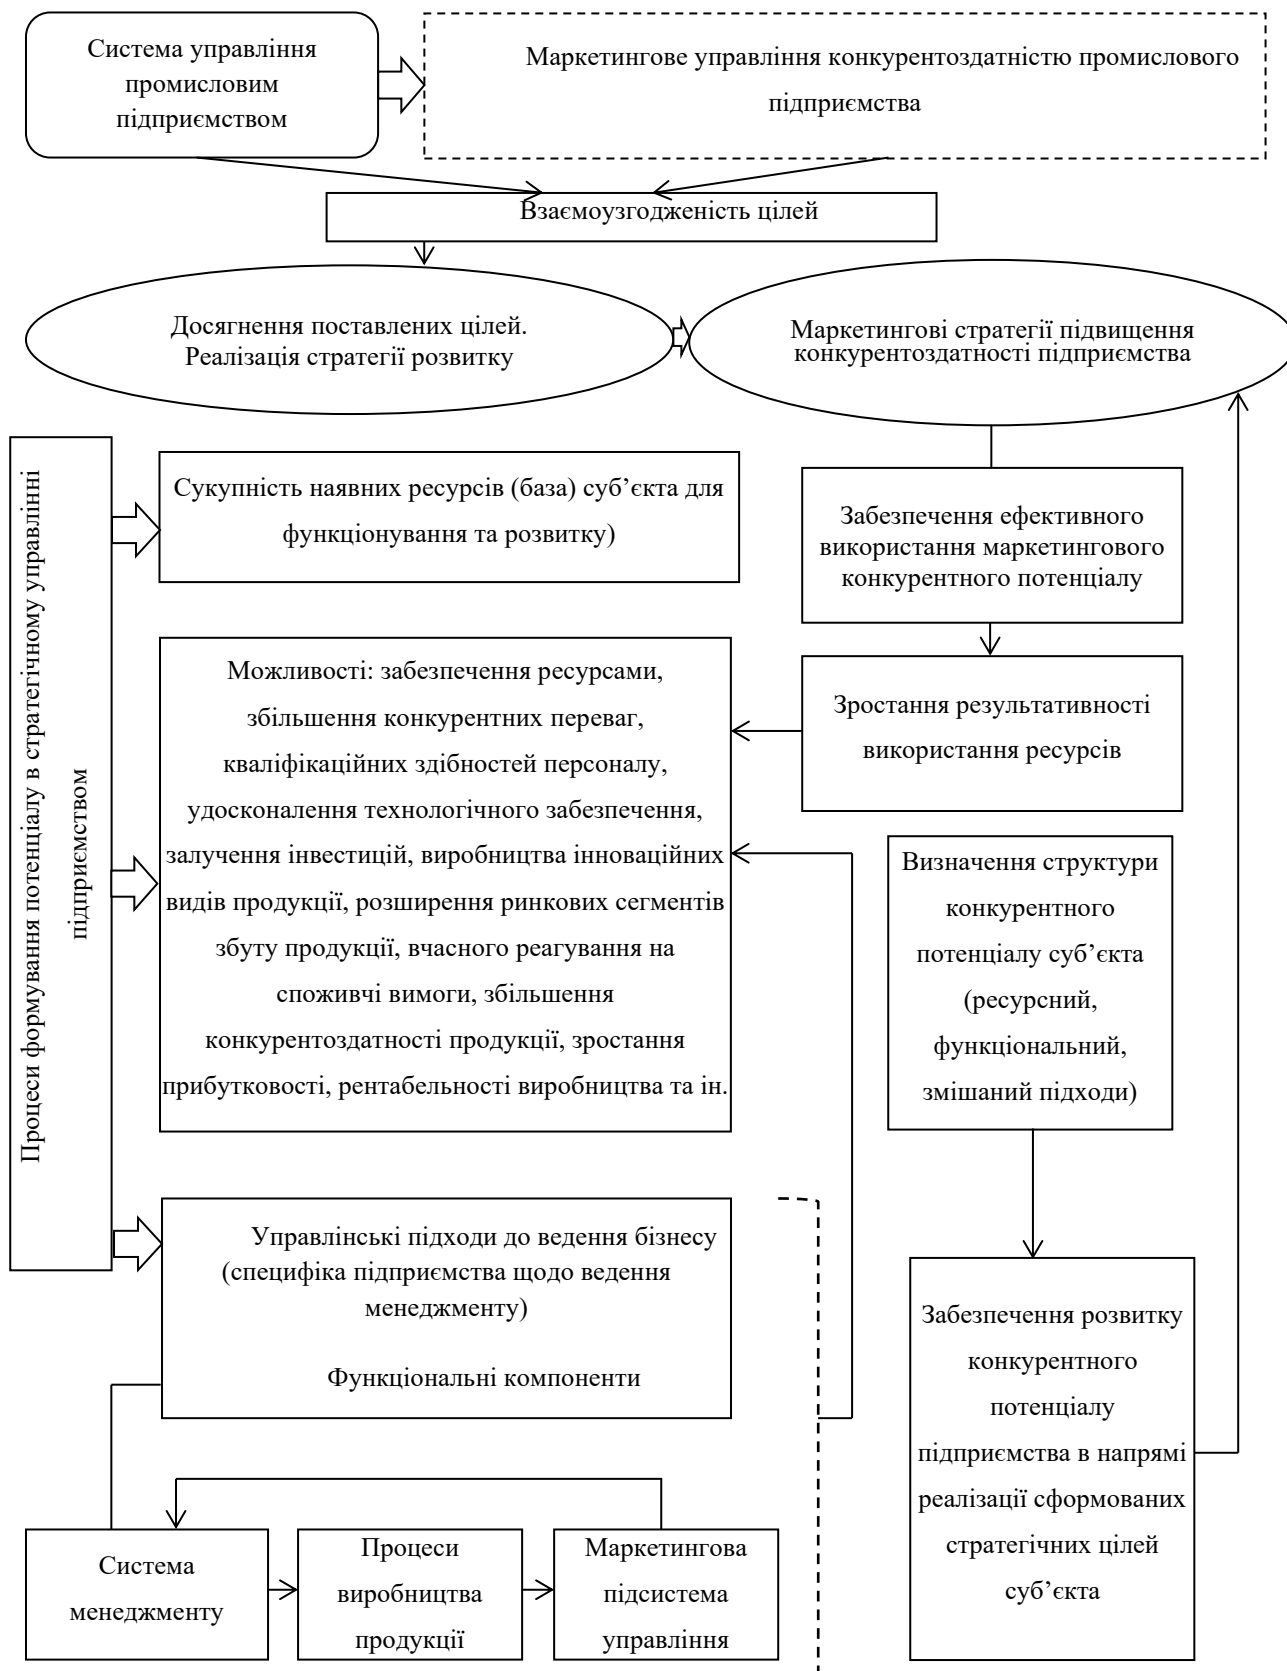 Система управління
промисловим
підприємством
Маркетингове управління конкурентоздатністю промислового
підприємства
Взаємоузгодженість цілей
Досягнення поставлених цілей.
Реалізація стратегії розвитку
Маркетингові стратегії підвищення
конкурентоздатності підприємства
Процеси формування потенціалу в стратегічному управлінні
підприємством
Сукупність наявних ресурсів (база) суб’єкта для
функціонування та розвитку)
Забезпечення ефективного
використання маркетингового
конкурентного потенціалу
Можливості: забезпечення ресурсами,
збільшення конкурентних переваг,
кваліфікаційних здібностей персоналу,
удосконалення технологічного забезпечення,
залучення інвестицій, виробництва інноваційних
видів продукції, розширення ринкових сегментів
збуту продукції, вчасного реагування на
споживчі вимоги, збільшення
конкурентоздатності продукції, зростання
прибутковості, рентабельності виробництва та ін.
Зростання результативності
використання ресурсів
Визначення структури
конкурентного
потенціалу суб’єкта
(ресурсний,
функціональний,
змішаний підходи)
Управлінські підходи до ведення бізнесу
(специфіка підприємства щодо ведення
менеджменту)
Функціональні компоненти
Забезпечення розвитку
конкурентного
потенціалу
підприємства в напрямі
реалізації сформованих
стратегічних цілей
суб’єкта
Система
менеджменту
Процеси
виробництва
продукції
Маркетингова
підсистема
управління